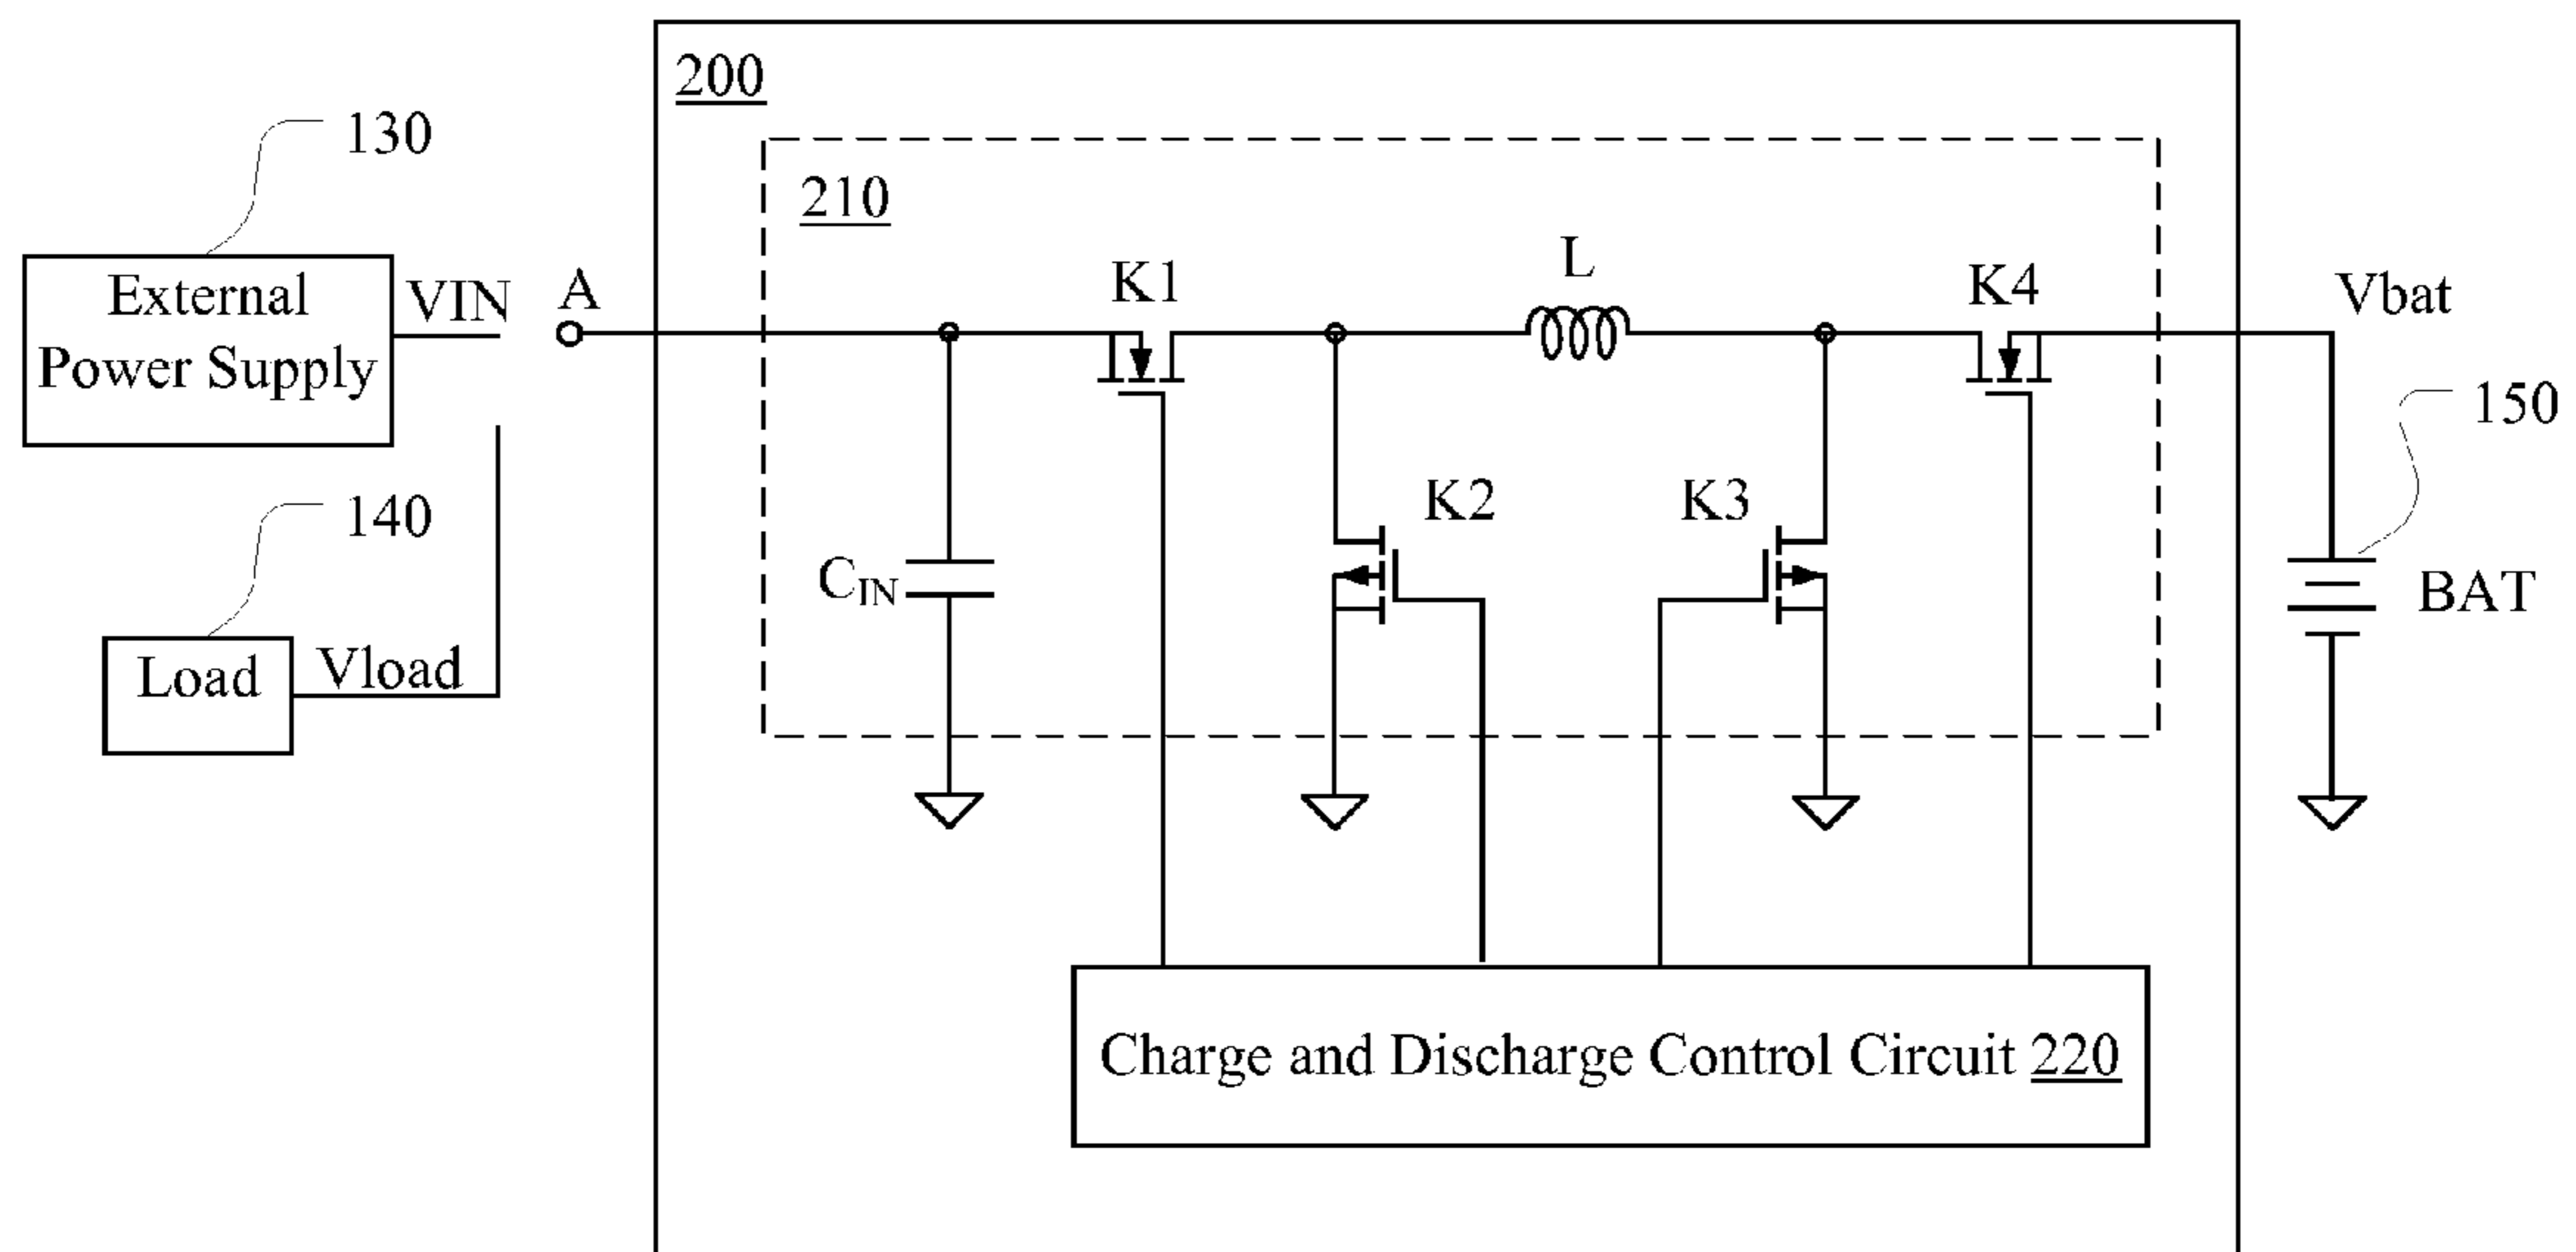 200
130
210
External
Power Supply
VIN
A
K1
L
K4
Vbat
150
140
K2
K3
C_IN
BAT
Load
Vload
Charge and Discharge Control Circuit 220